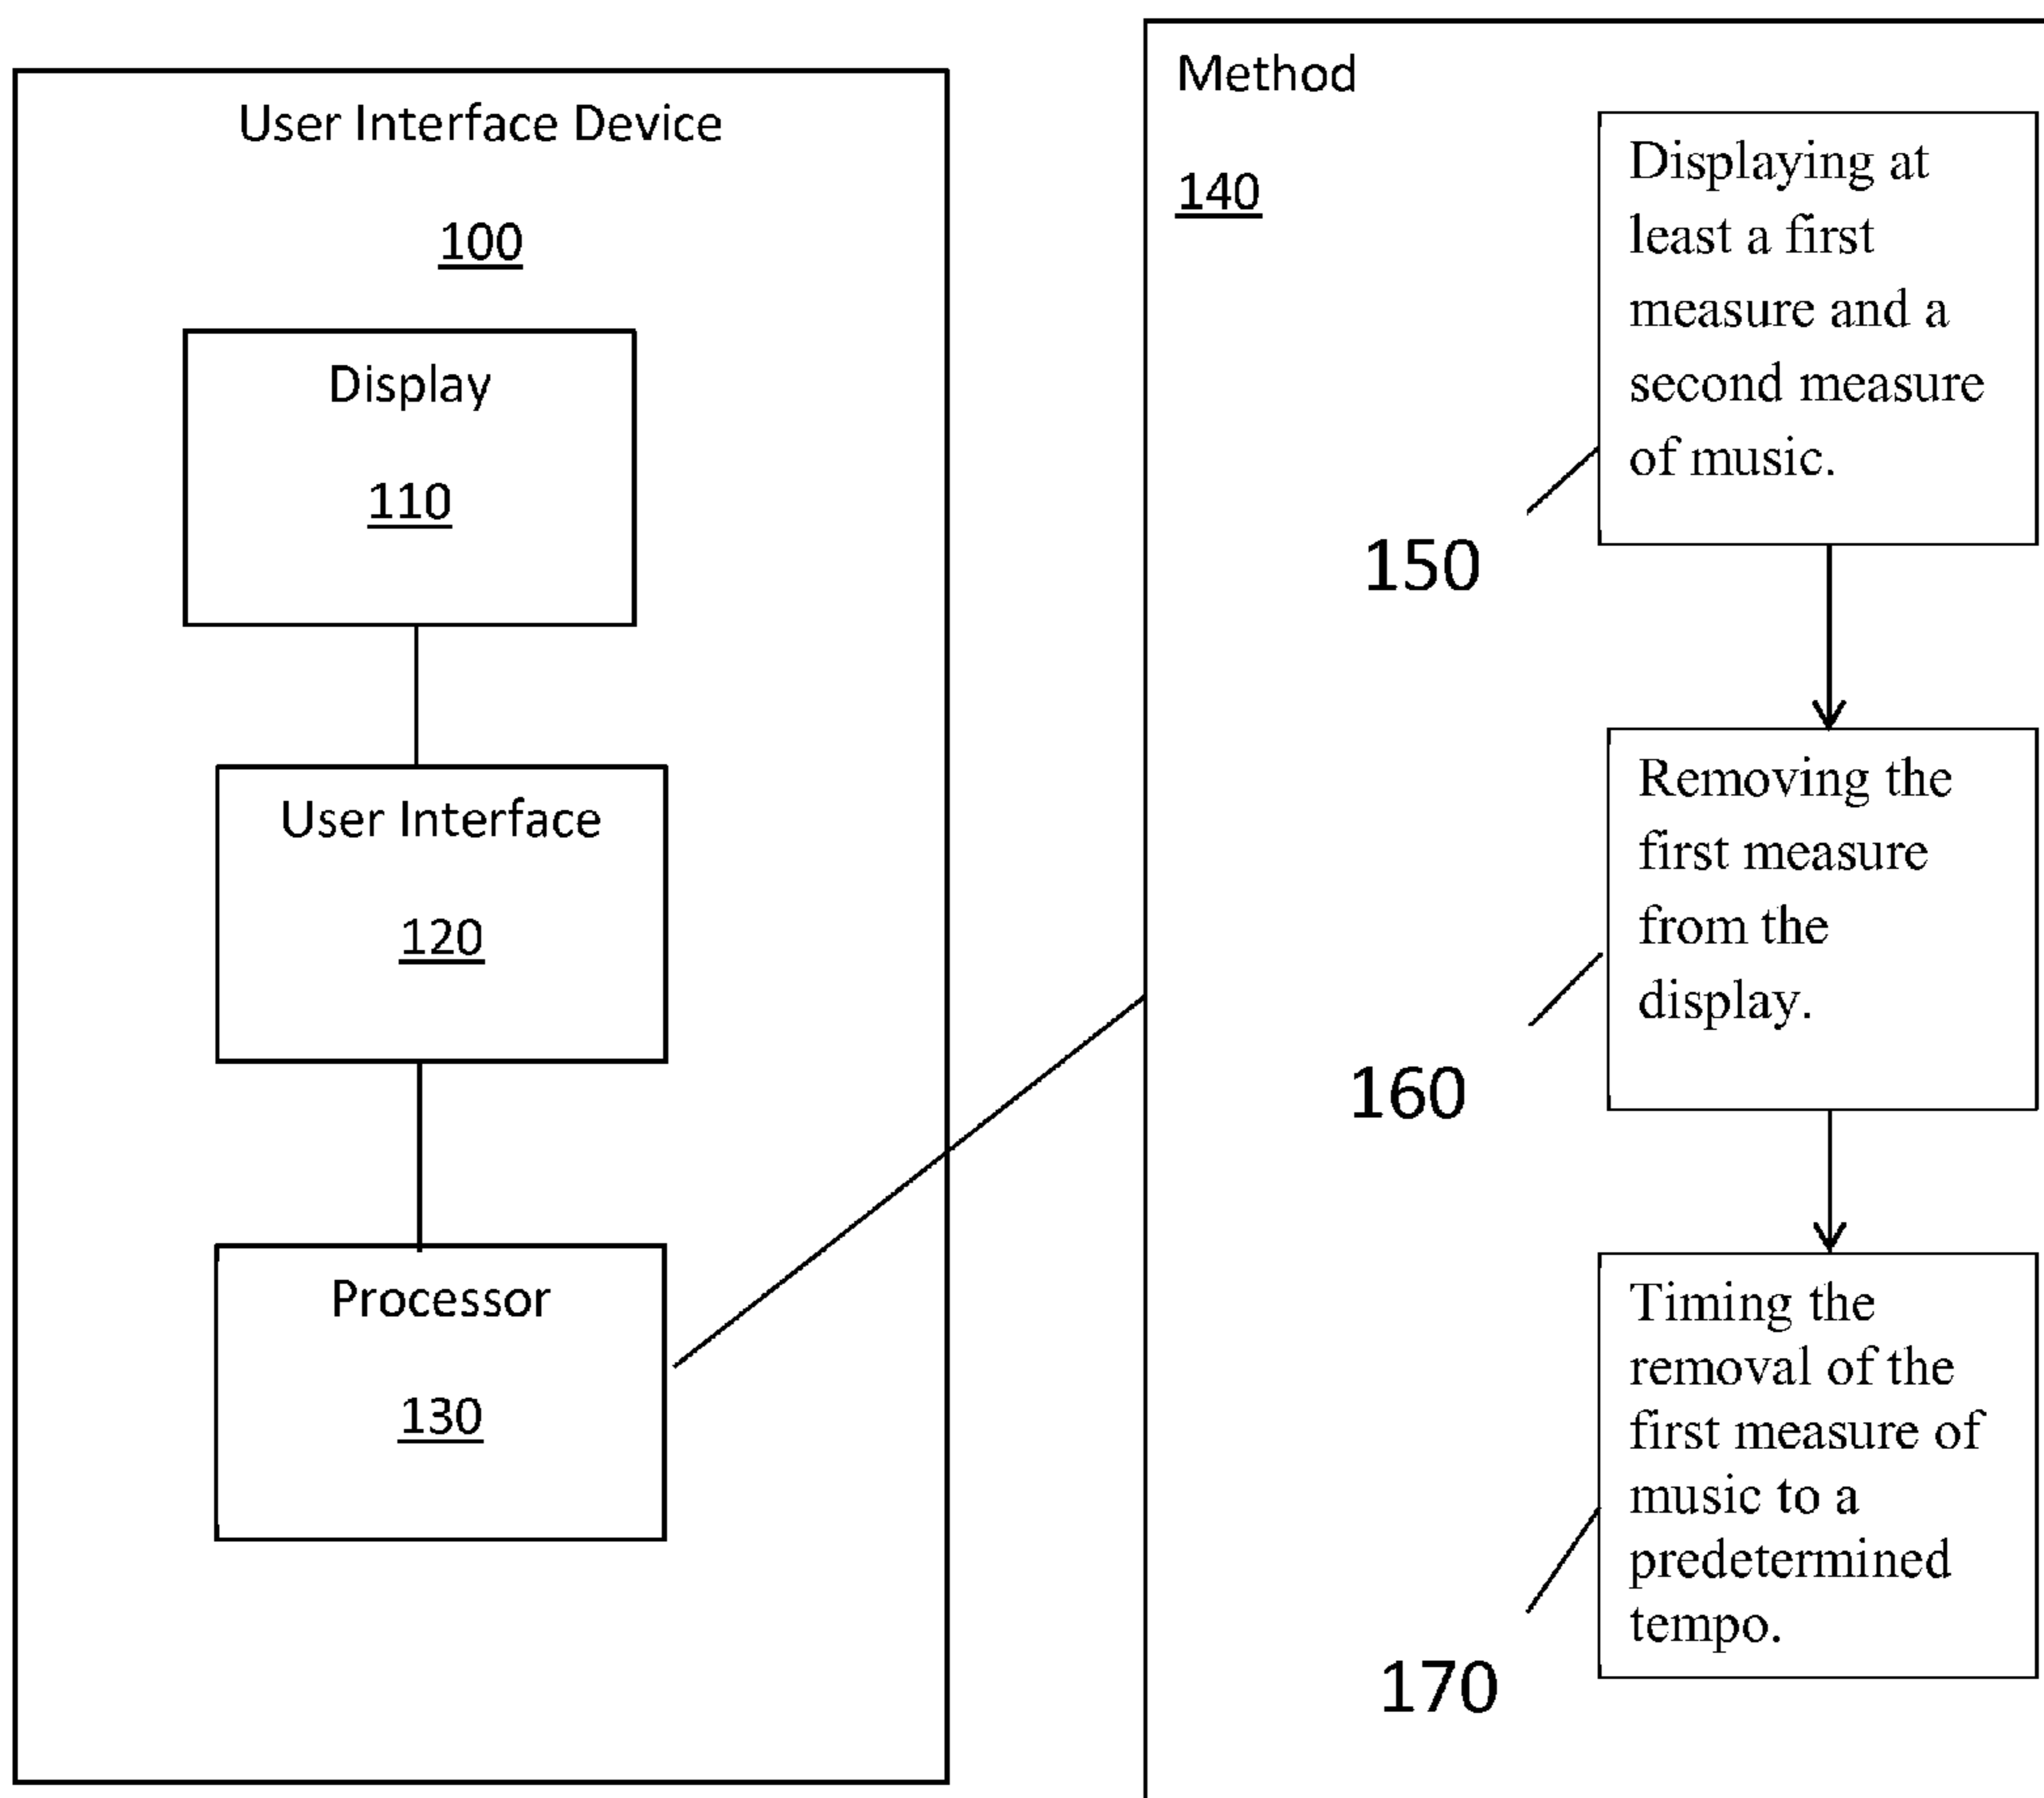 User Interface Device
100
Display
110
User Interface
120
Processor
130
Method
140
Displaying at
least a first
measure and a
second measure
of music.
150
Removing the
first measure
from the
display.
160
Timing the
removal of the
first measure of
music to a
predetermined
tempo.
170